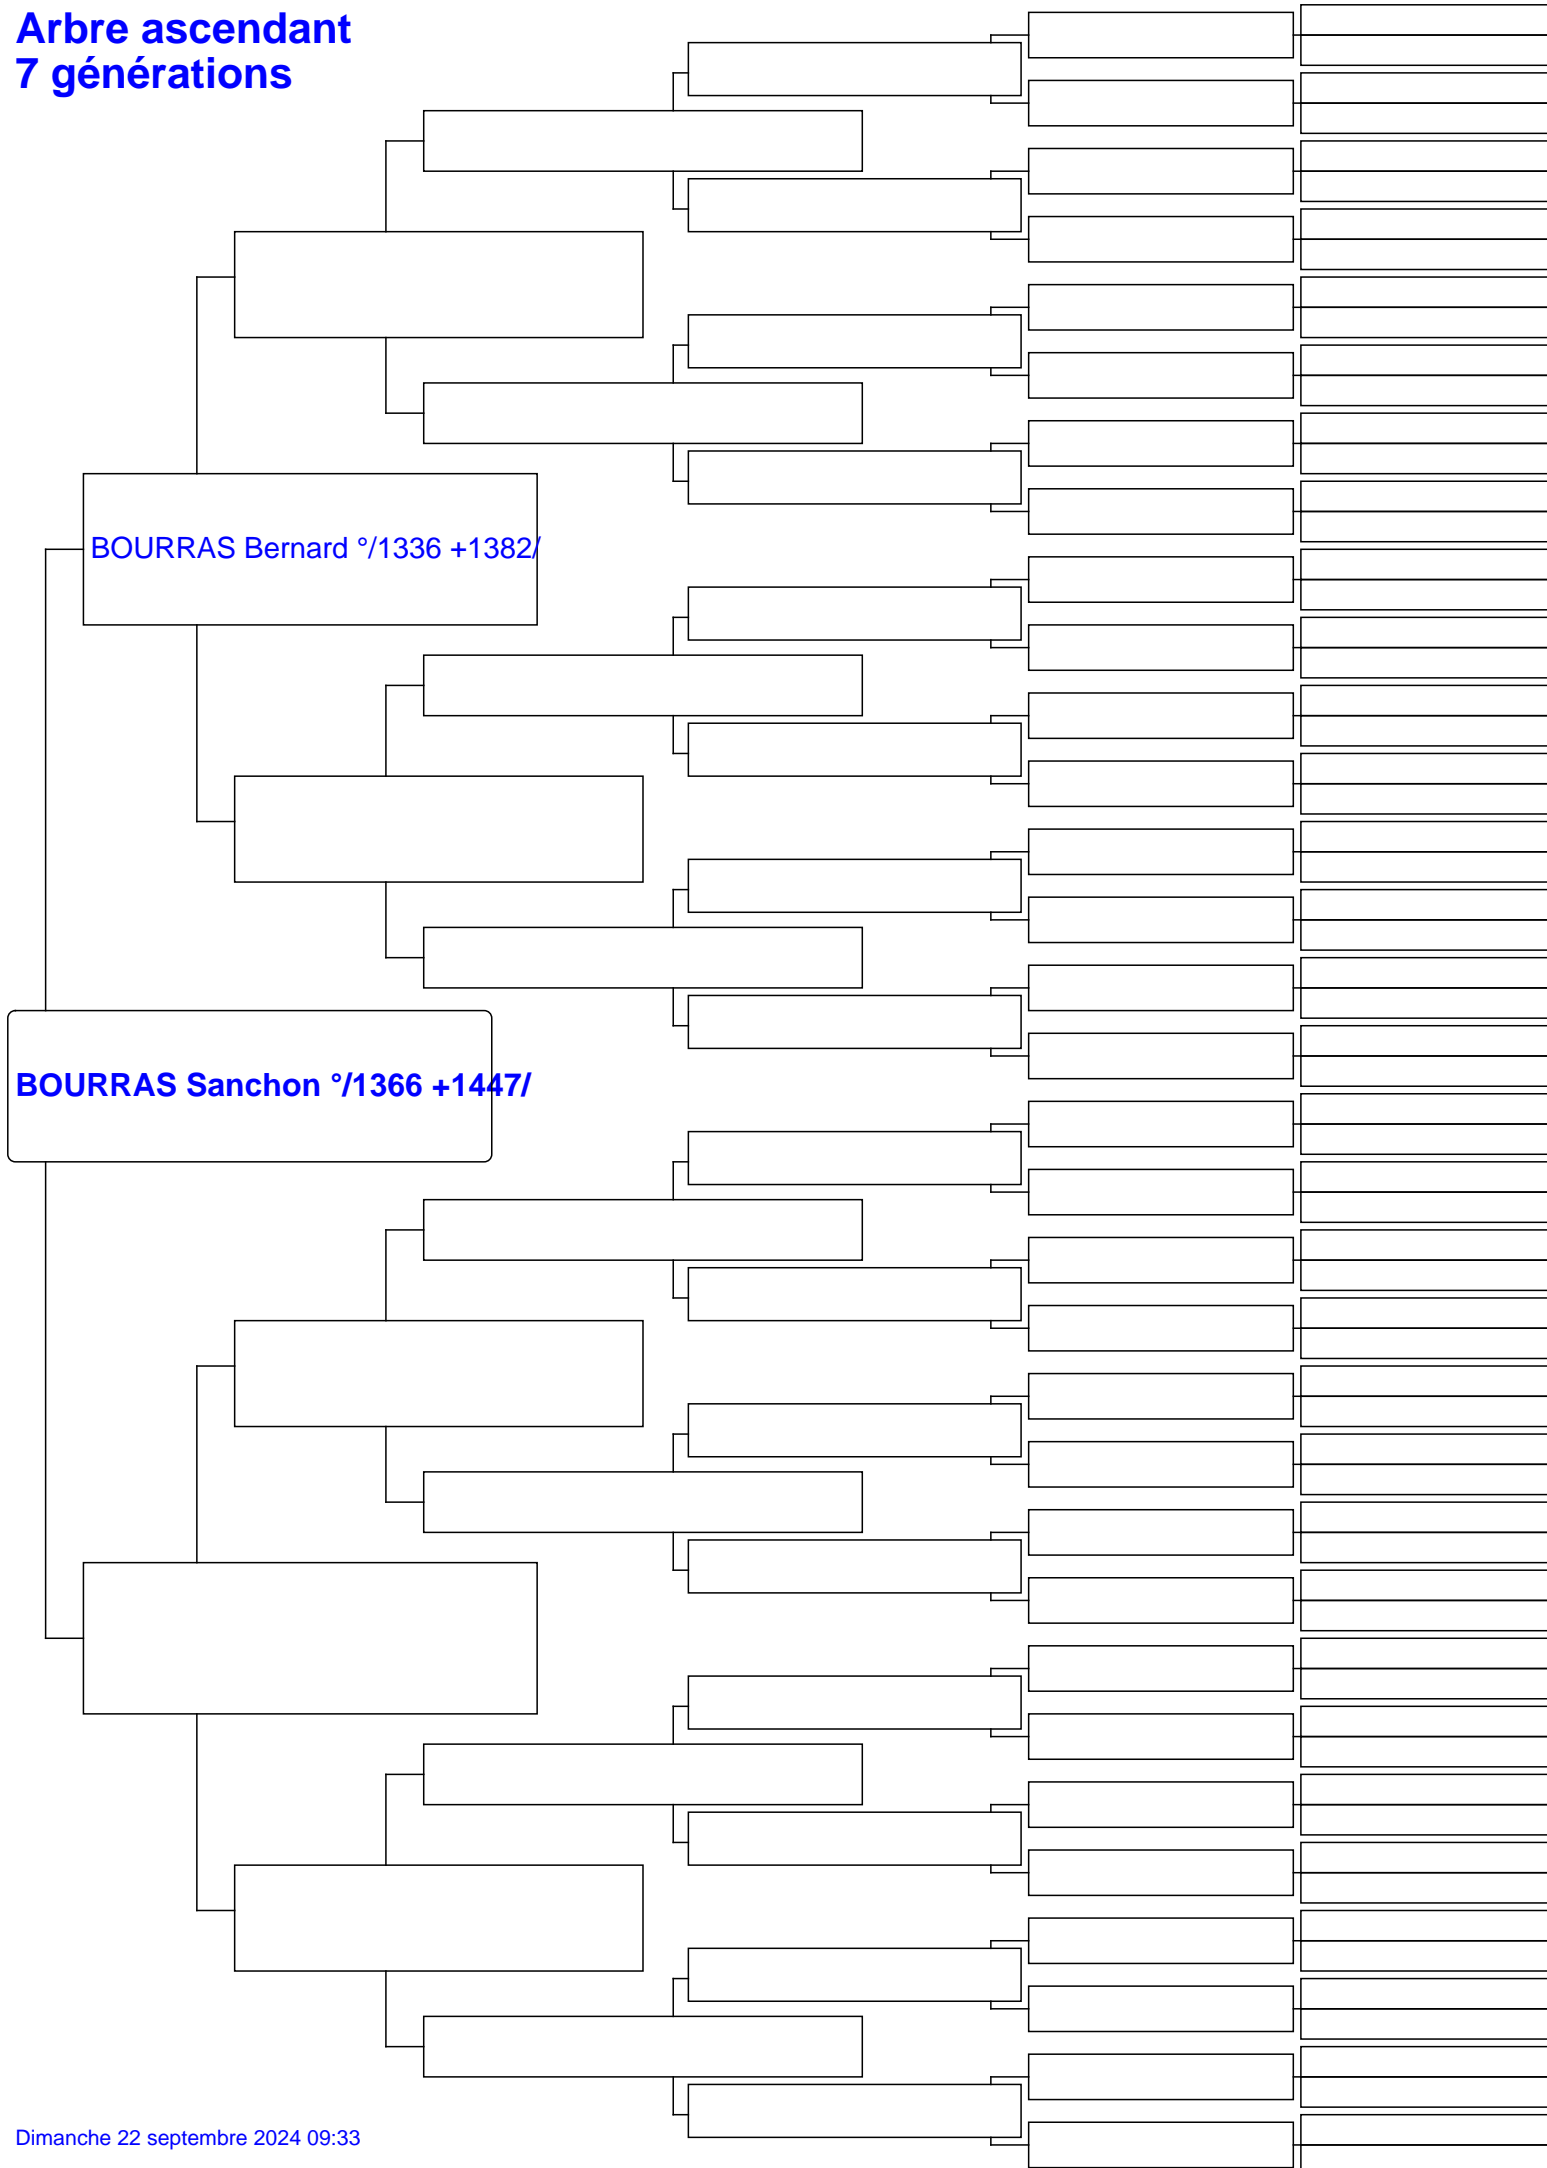 Arbre ascendant
7 générations
BOURRAS Bernard °/1336 +1382/
BOURRAS Sanchon °/1366 +1447/
Dimanche 22 septembre 2024 09:33